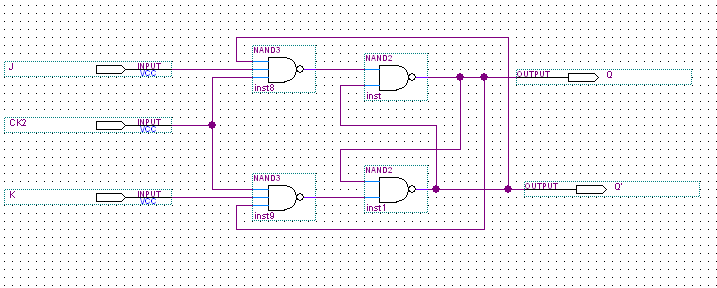 NAND3
J INPUT
VCC
inst8
NAND2
inst
OUTPUT Q
CK2 INPUT
VCC
NAND3
K INPUT
VCC
inst9
NAND2
inst1
OUTPUT Q'